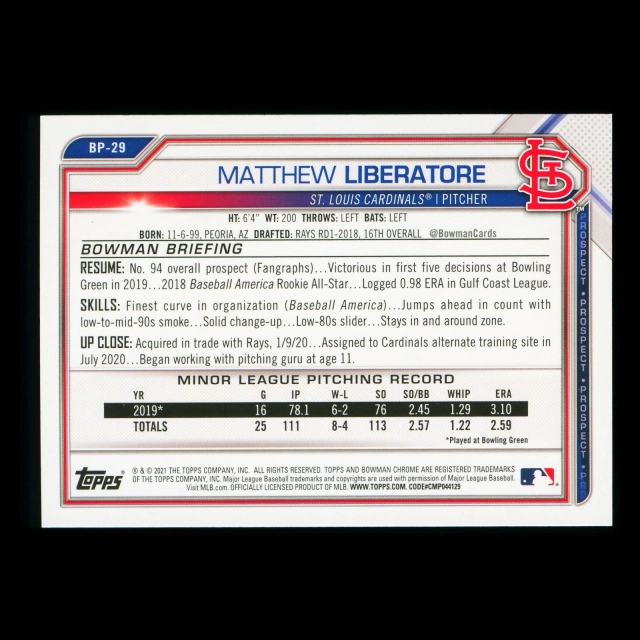 BP-29
MATTHEW LIBERATORE
ST. LOUIS CARDINALS® | PITCHER
HT: 6'4" WT: 200 THROWS: LEFT BATS: LEFT
BORN: 11-6-99, PEORIA, AZ DRAFTED: RAYS RD1-2018, 16TH OVERALL @BowmanCards
BOWMAN BRIEFING
RESUME: No. 94 overall prospect (Fangraphs)...Victorious in first five decisions at Bowling
Green in 2019...2018 Baseball America Rookie All-Star...Logged 0.98 ERA in Gulf Coast League.
SKILLS: Finest curve in organization (Baseball America)...Jumps ahead in count with
low-to-mid-90s smoke...Solid change-up...Low-80s slider...Stays in and around zone.
UP CLOSE: Acquired in trade with Rays, 1/9/20...Assigned to Cardinals alternate training site in
July 2020...Began working with pitching guru at age 11.
MINOR LEAGUE PITCHING RECORD
YR G IP W-L SO SO/BB WHIP ERA
2019* 16 78.1 6-2 76 2.45 1.29 3.10
TOTALS 25 111 8-4 113 2.57 1.22 2.59
*Played at Bowling Green
Topps®
® & © 2021 THE TOPPS COMPANY, INC. ALL RIGHTS RESERVED. TOPPS AND BOWMAN CHROME ARE REGISTERED TRADEMARKS
OF THE TOPPS COMPANY, INC. Major League Baseball trademarks and copyrights are used with permission of Major League Baseball.
Visit MLB.com. OFFICIALLY LICENSED PRODUCT OF MLB. WWW.TOPPS.COM. CODE#CMP044129
STL
TM
PROSPECT • PROSPECT • PROSPECT • PROSPECT • PR